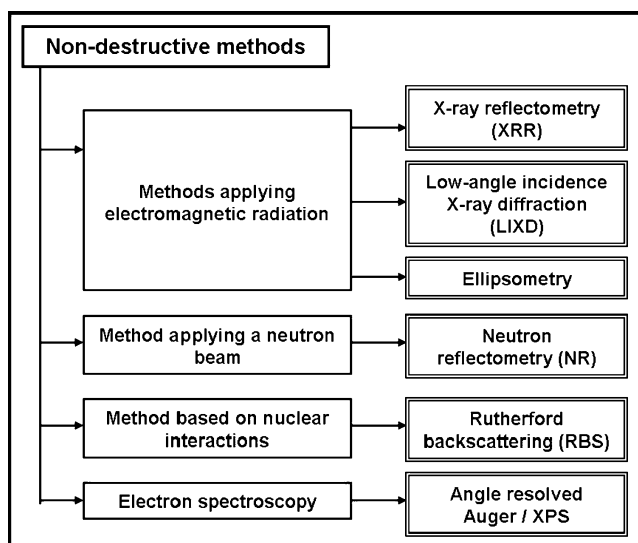 Non-destructive methods
Methods applying
electromagnetic radiation
X-ray reflectometry
(XRR)
Low-angle incidence
X-ray diffraction
(LIXD)
Ellipsometry
Method applying a neutron
beam
Neutron
reflectometry (NR)
Method based on nuclear
interactions
Rutherford
backscattering (RBS)
Electron spectroscopy
Angle resolved
Auger / XPS